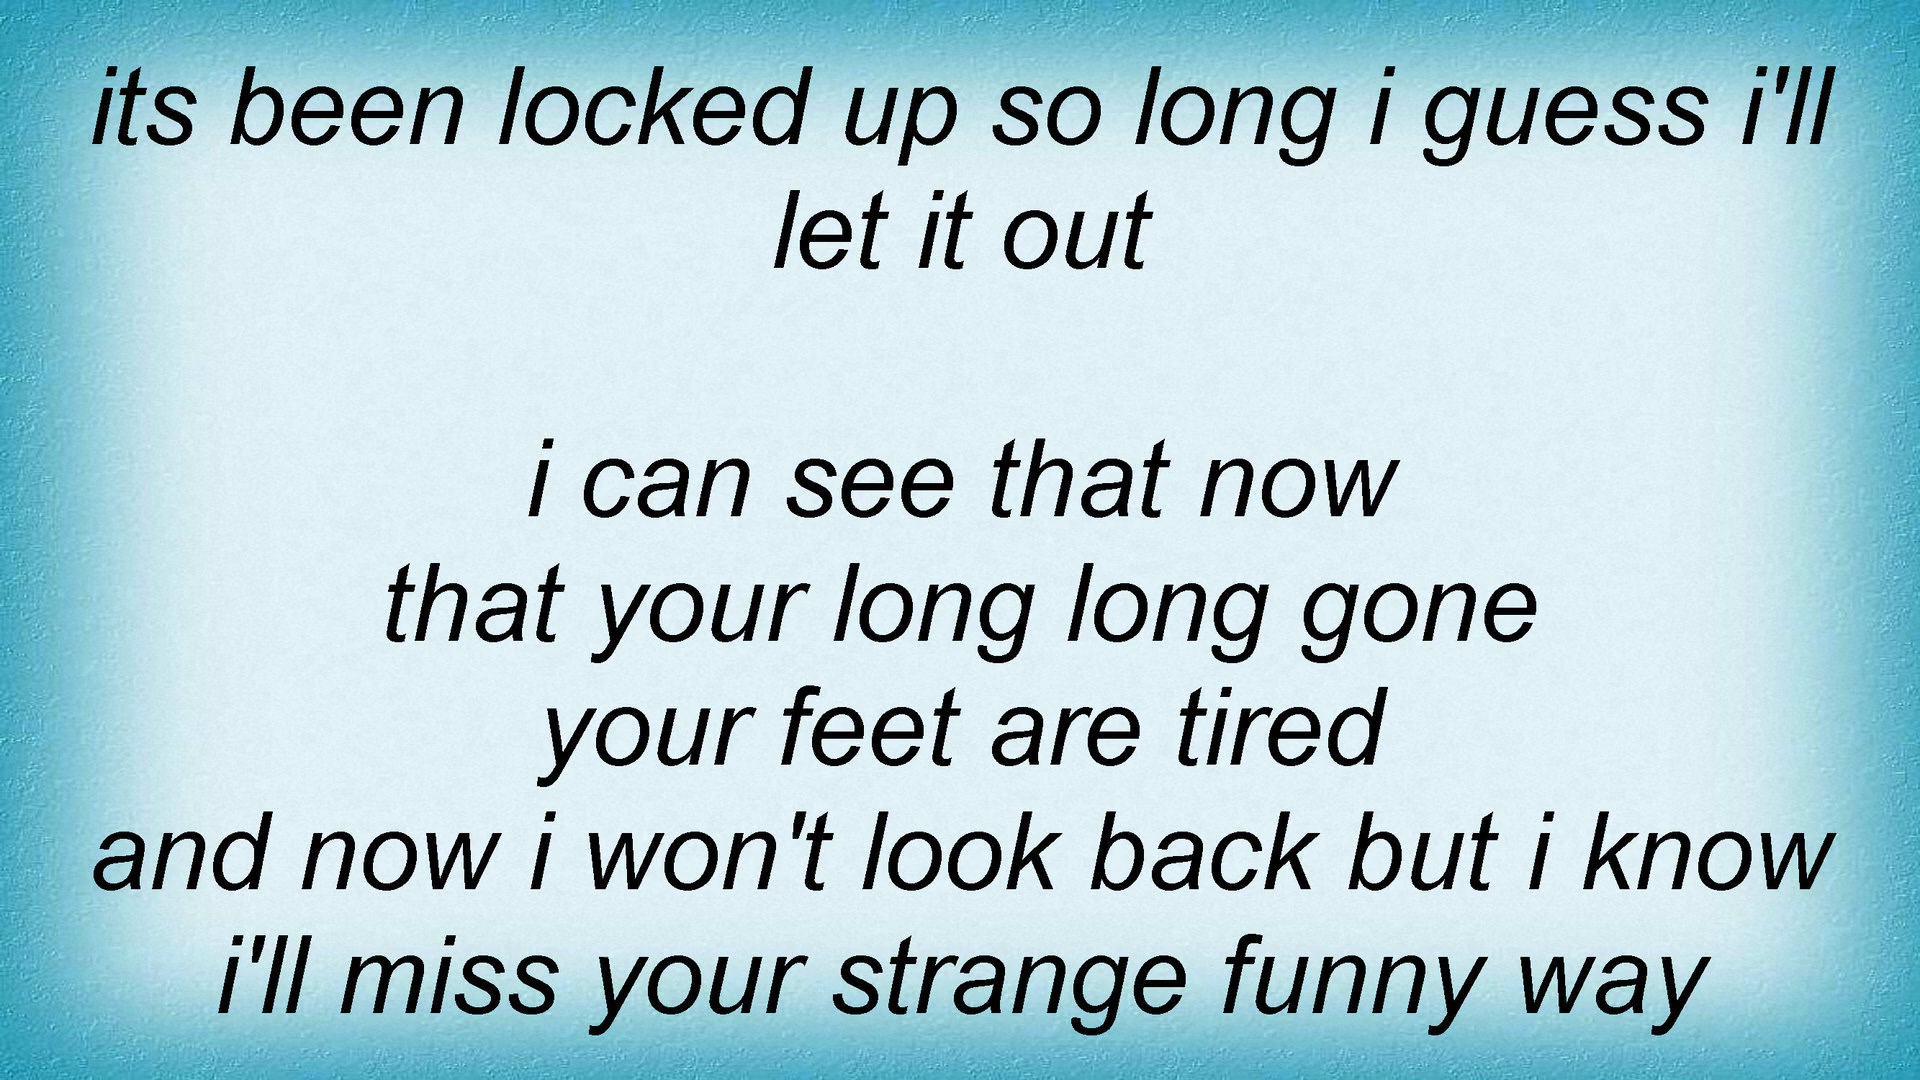 its been locked up so long i guess i'll
let it out
i can see that now
that your long long gone
your feet are tired
and now i won't look back but i know
i'll miss your strange funny way